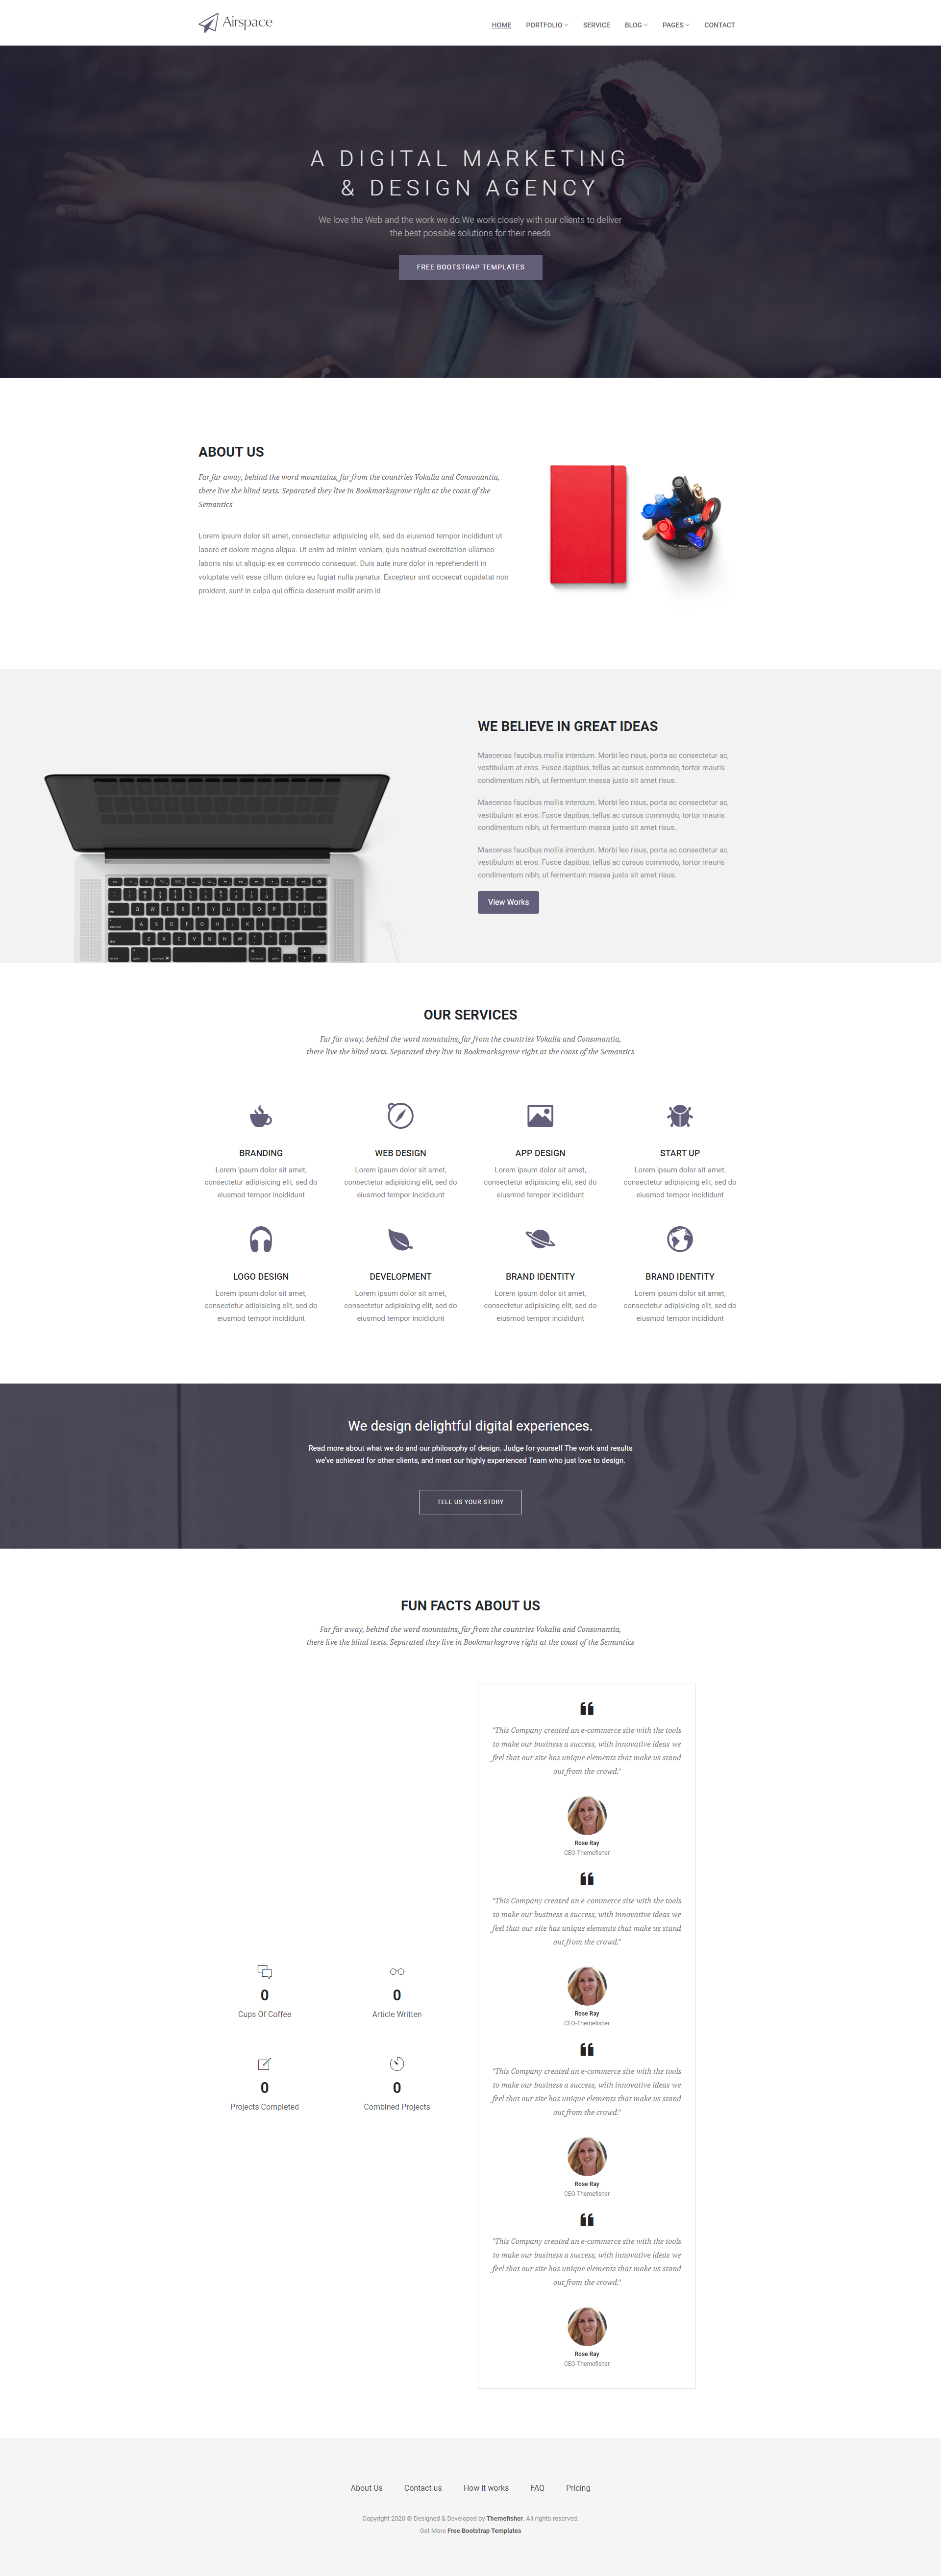 Airspace
HOME PORTFOLIO SERVICE BLOG PAGES CONTACT
A DIGITAL MARKETING
& DESIGN AGENCY
We love the Web and the work we do.We work closely with our clients to deliver
the best possible solutions for their needs
FREE BOOTSTRAP TEMPLATES
ABOUT US
Far far away, behind the word mountains, far from the countries Vokalia and Consonantia,
there live the blind texts. Separated they live in Bookmarksgrove right at the coast of the
Semantics
Lorem ipsum dolor sit amet, consectetur adipisicing elit, sed do eiusmod tempor incididunt ut
labore et dolore magna aliqua. Ut enim ad minim veniam, quis nostrud exercitation ullamco
laboris nisi ut aliquip ex ea commodo consequat. Duis aute irure dolor in reprehenderit in
voluptate velit esse cillum dolore eu fugiat nulla pariatur. Excepteur sint occaecat cupidatat non
proident, sunt in culpa qui officia deserunt mollit anim id
WE BELIEVE IN GREAT IDEAS
Maecenas faucibus mollis interdum. Morbi leo risus, porta ac consectetur ac,
vestibulum at eros. Fusce dapibus, tellus ac cursus commodo, tortor mauris
condimentum nibh, ut fermentum massa justo sit amet risus.
Maecenas faucibus mollis interdum. Morbi leo risus, porta ac consectetur ac,
vestibulum at eros. Fusce dapibus, tellus ac cursus commodo, tortor mauris
condimentum nibh, ut fermentum massa justo sit amet risus.
Maecenas faucibus mollis interdum. Morbi leo risus, porta ac consectetur ac,
vestibulum at eros. Fusce dapibus, tellus ac cursus commodo, tortor mauris
condimentum nibh, ut fermentum massa justo sit amet risus.
View Works
OUR SERVICES
Far far away, behind the word mountains, far from the countries Vokalia and Consonantia,
there live the blind texts. Separated they live in Bookmarksgrove right at the coast of the Semantics
BRANDING
Lorem ipsum dolor sit amet,
consectetur adipisicing elit, sed do
eiusmod tempor incididunt
WEB DESIGN
Lorem ipsum dolor sit amet,
consectetur adipisicing elit, sed do
eiusmod tempor incididunt
APP DESIGN
Lorem ipsum dolor sit amet,
consectetur adipisicing elit, sed do
eiusmod tempor incididunt
START UP
Lorem ipsum dolor sit amet,
consectetur adipisicing elit, sed do
eiusmod tempor incididunt
LOGO DESIGN
Lorem ipsum dolor sit amet,
consectetur adipisicing elit, sed do
eiusmod tempor incididunt
DEVELOPMENT
Lorem ipsum dolor sit amet,
consectetur adipisicing elit, sed do
eiusmod tempor incididunt
BRAND IDENTITY
Lorem ipsum dolor sit amet,
consectetur adipisicing elit, sed do
eiusmod tempor incididunt
BRAND IDENTITY
Lorem ipsum dolor sit amet,
consectetur adipisicing elit, sed do
eiusmod tempor incididunt
We design delightful digital experiences.
Read more about what we do and our philosophy of design. Judge for yourself The work and results
we've achieved for other clients, and meet our highly experienced Team who just love to design.
TELL US YOUR STORY
FUN FACTS ABOUT US
Far far away, behind the word mountains, far from the countries Vokalia and Consonantia,
there live the blind texts. Separated they live in Bookmarksgrove right at the coast of the Semantics
0
Cups Of Coffee
0
Article Written
0
Projects Completed
0
Combined Projects
"This Company created an e-commerce site with the tools
to make our business a success, with innovative ideas we
feel that our site has unique elements that make us stand
out from the crowd."
Rose Ray
CEO-Themefisher
"This Company created an e-commerce site with the tools
to make our business a success, with innovative ideas we
feel that our site has unique elements that make us stand
out from the crowd."
Rose Ray
CEO-Themefisher
"This Company created an e-commerce site with the tools
to make our business a success, with innovative ideas we
feel that our site has unique elements that make us stand
out from the crowd."
Rose Ray
CEO-Themefisher
"This Company created an e-commerce site with the tools
to make our business a success, with innovative ideas we
feel that our site has unique elements that make us stand
out from the crowd."
Rose Ray
CEO-Themefisher
About Us Contact us How it works FAQ Pricing
Copyright 2020 © Designed & Developed by Themefisher. All rights reserved.
Get More Free Bootstrap Templates